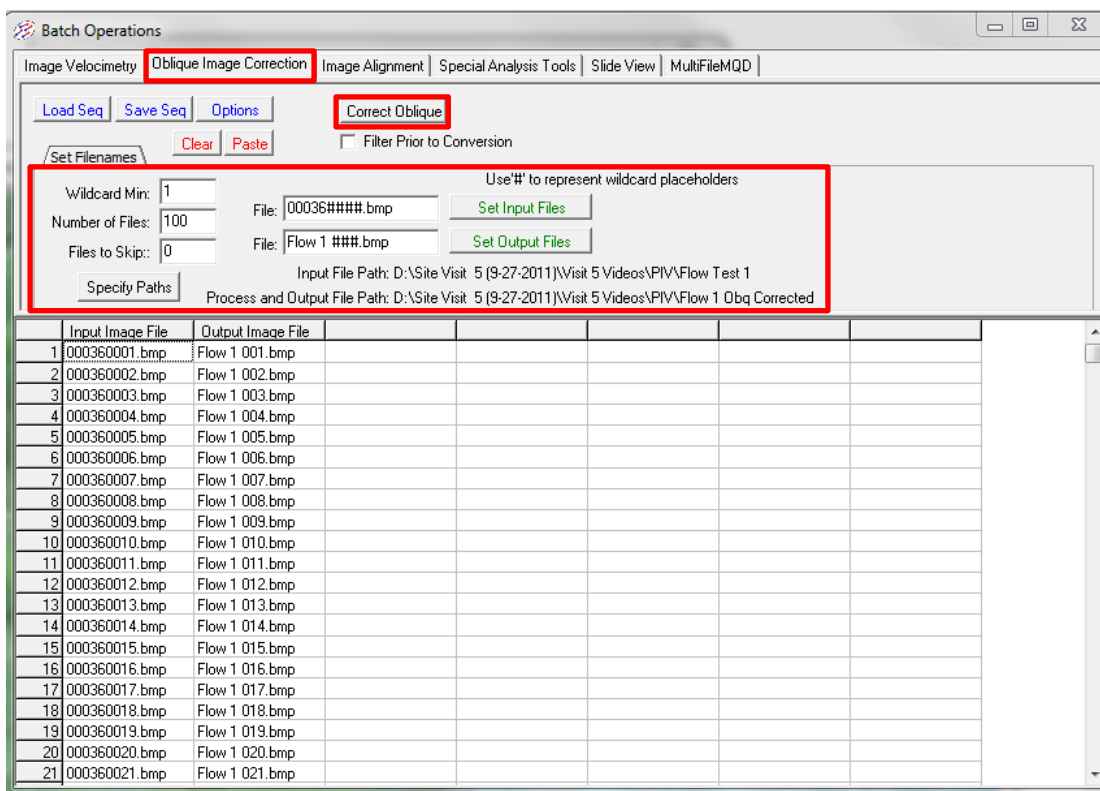 Batch Operations
Image Velocimetry Oblique Image Correction Image Alignment Special Analysis Tools Slide View MultiFileMQD
Load Seq Save Seq Options Correct Oblique
Clear Paste Filter Prior to Conversion
Set Filenames
Use'#' to represent wildcard placeholders
Wildcard Min: 1
File: 00036####.bmp Set Input Files
Number of Files: 100
File: Flow 1 ###.bmp Set Output Files
Files to Skip:: 0
Input File Path: D:\Site Visit 5 (9-27-2011)\Visit 5 Videos\PIV\Flow Test 1
Specify Paths
Process and Output File Path: D:\Site Visit 5 (9-27-2011)\Visit 5 Videos\PIV\Flow 1 Obq Corrected
Input Image File Output Image File
1 000360001.bmp Flow 1 001.bmp
2 000360002.bmp Flow 1 002.bmp
3 000360003.bmp Flow 1 003.bmp
4 000360004.bmp Flow 1 004.bmp
5 000360005.bmp Flow 1 005.bmp
6 000360006.bmp Flow 1 006.bmp
7 000360007.bmp Flow 1 007.bmp
8 000360008.bmp Flow 1 008.bmp
9 000360009.bmp Flow 1 009.bmp
10 000360010.bmp Flow 1 010.bmp
11 000360011.bmp Flow 1 011.bmp
12 000360012.bmp Flow 1 012.bmp
13 000360013.bmp Flow 1 013.bmp
14 000360014.bmp Flow 1 014.bmp
15 000360015.bmp Flow 1 015.bmp
16 000360016.bmp Flow 1 016.bmp
17 000360017.bmp Flow 1 017.bmp
18 000360018.bmp Flow 1 018.bmp
19 000360019.bmp Flow 1 019.bmp
20 000360020.bmp Flow 1 020.bmp
21 000360021.bmp Flow 1 021.bmp